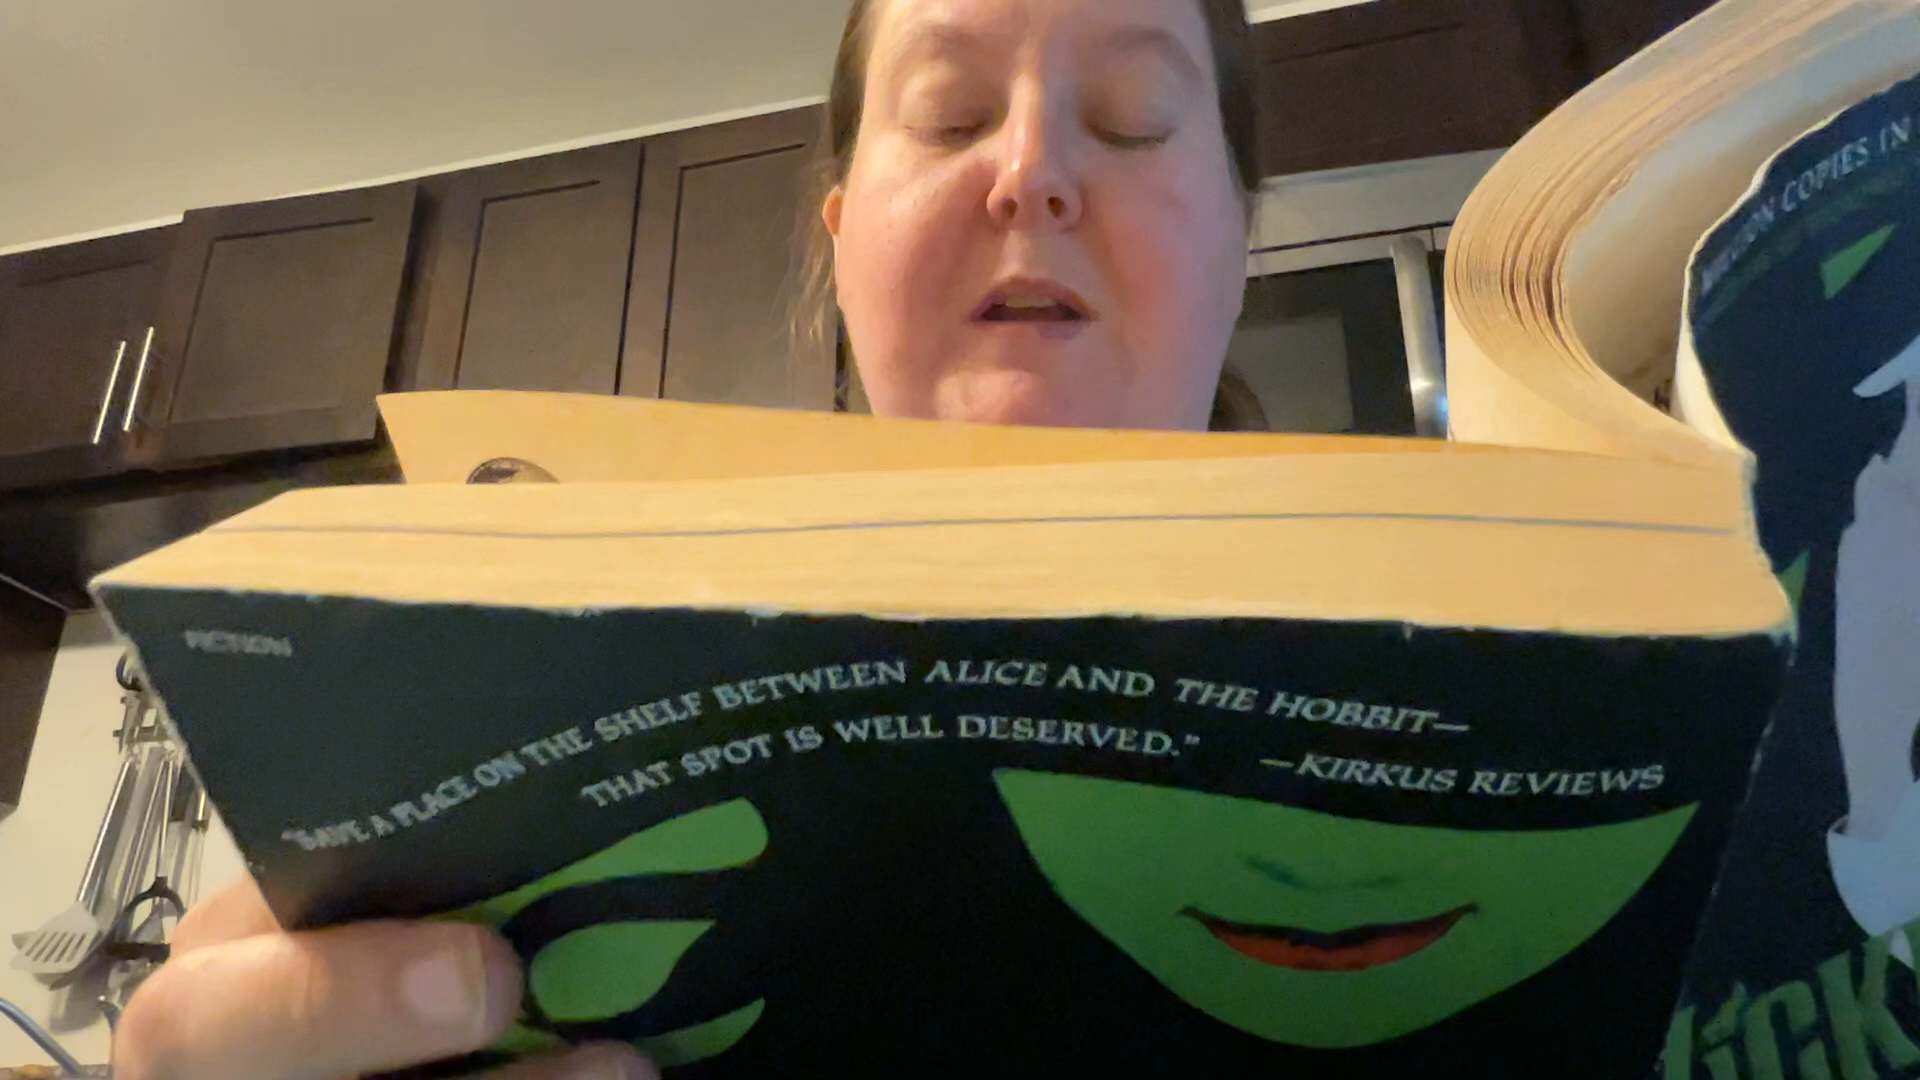 FICTION
"SAVE A PLACE ON THE SHELF BETWEEN ALICE AND THE HOBBIT—
THAT SPOT IS WELL DESERVED."
—KIRKUS REVIEWS
COPIES IN